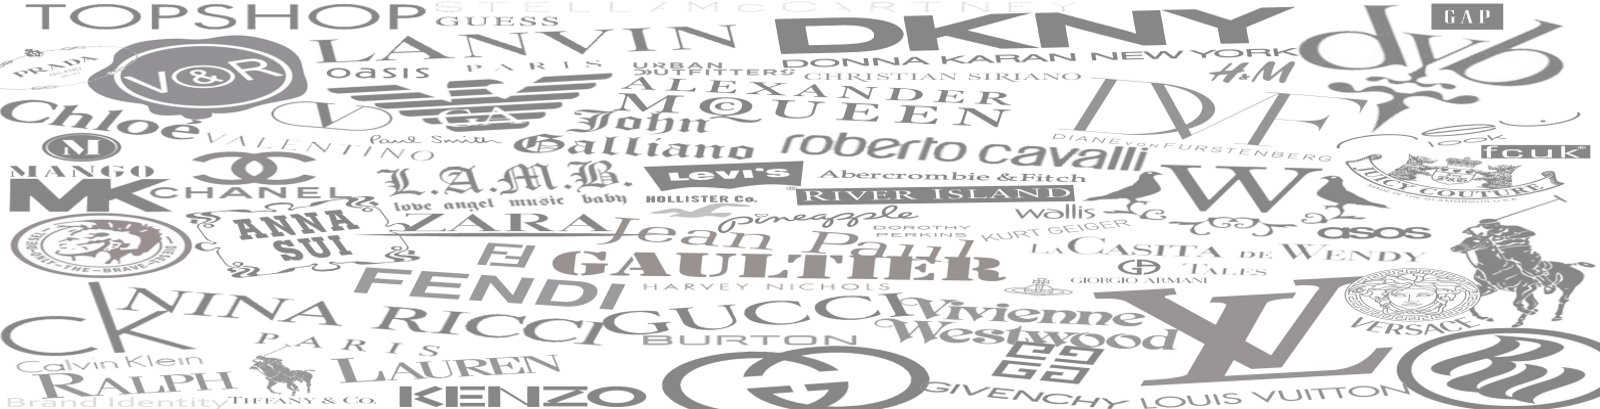 TOPSHOP
STELLA McCARTNEY
GUESS
LANVIN
PARIS
DKNY
DONNA KARAN NEW YORK
GAP
dvb
PRADA
MILANO
V&R
oasis
GA
URBAN
OUTFITTERS
CHRISTIAN SIRIANO
H&M
ALEXANDER
McQUEEN
Chloé
V
VALENTINO
Paul Smith
John
Galliano
roberto cavalli
DVF
DIANE VON FURSTENBERG
fcuk®
M
MANGO
CHANEL
L.A.M.B.
love angel music baby
LEVI'S
®
Abercrombie & Fitch
RIVER ISLAND
W
JUICY COUTURE
MK
HOLLISTER Co.
DIESEL
ONLY-THE-BRAVE
ANNA
SUI
ZARA
pineapple
wallis
DOROTHY
PERKINS
KURT GEIGER
asos
Jean Paul
GAULTIER
LA CASITA DE WENDY
TALES
FF
FENDI
HARVEY NICHOLS
GIORGIO ARMANI
NINA RICCI
PARIS
GUCCI
Vivienne
Westwood
VERSACE
ck
Calvin Klein
BURTON
LV
LOUIS VUITTON
RALPH LAUREN
KENZO
GIVENCHY
Brand Identity
TIFFANY & CO.